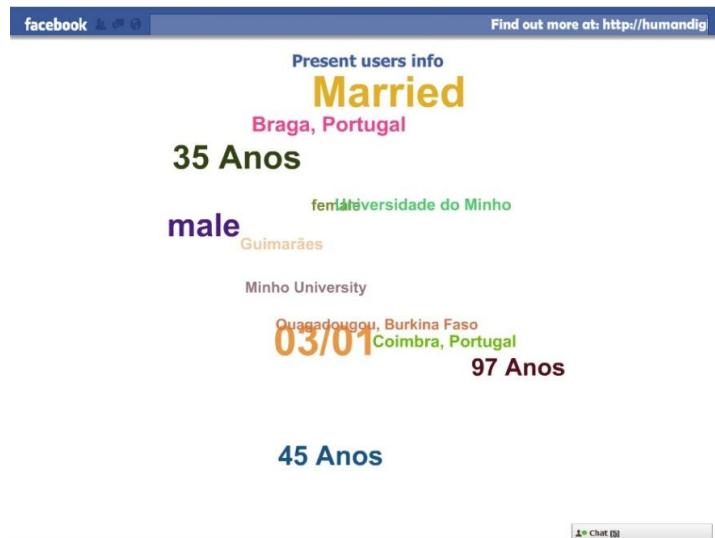 facebook
Find out more at: http://humandig
Present users info
Married
Braga, Portugal
35 Anos
female
Universidade do Minho
male
Guimarães
Minho University
Ouagadougou, Burkina Faso
03/01
Coimbra, Portugal
97 Anos
45 Anos
Chat (5)